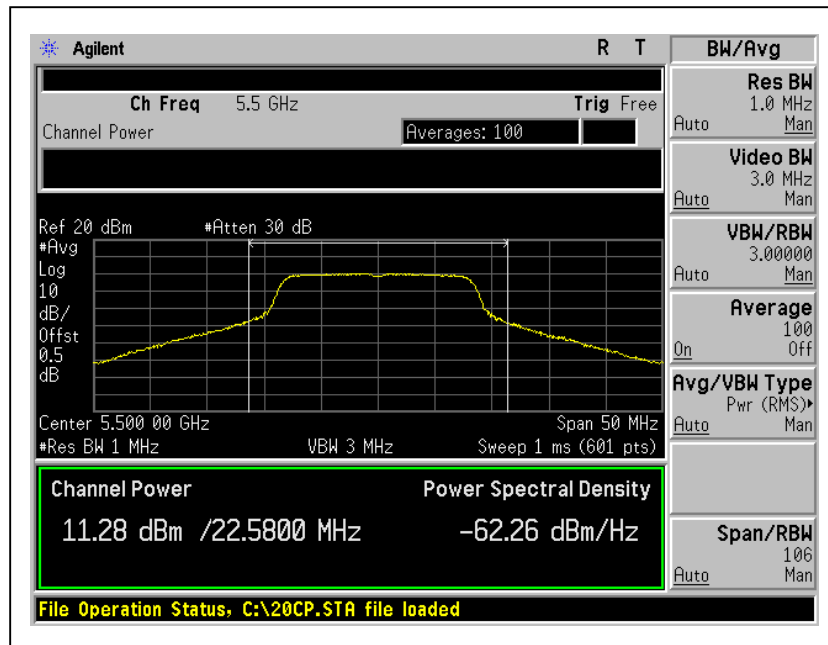 Agilent R T
BW/Avg
Ch Freq 5.5 GHz Trig Free
Channel Power Averages: 100
Ref 20 dBm #Atten 30 dB
#Avg
Log
10
dB/
Offst
0.5
dB
Center 5.500 00 GHz Span 50 MHz
#Res BW 1 MHz VBW 3 MHz Sweep 1 ms (601 pts)
Channel Power Power Spectral Density
11.28 dBm /22.5800 MHz -62.26 dBm/Hz
File Operation Status, C:\20CP.STA file loaded
Res BW
1.0 MHz
Auto Man
Video BW
3.0 MHz
Auto Man
VBW/RBW
3.00000
Auto Man
Average
100
On Off
Avg/VBW Type
Pwr (RMS)▸
Auto Man
Span/RBW
106
Auto Man